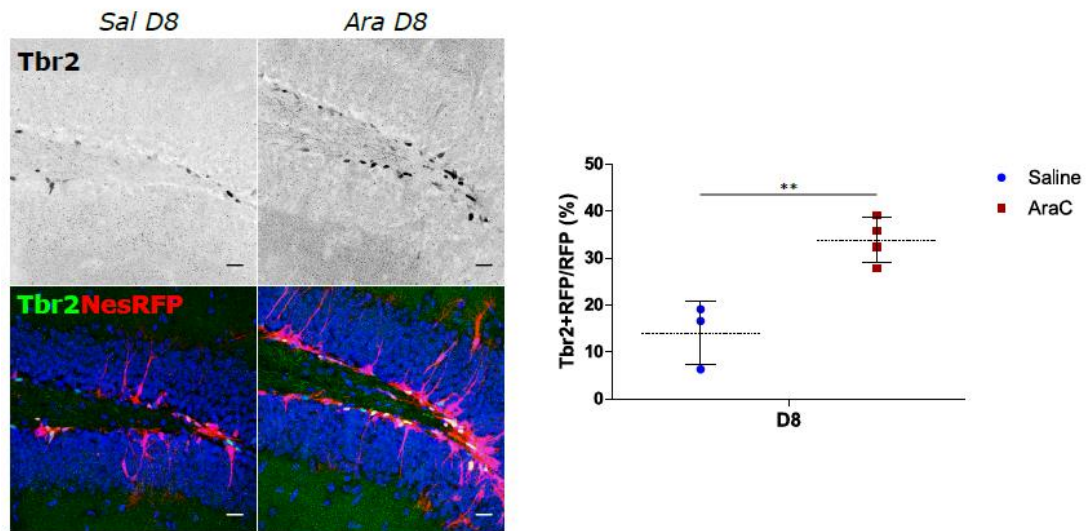 Sal D8
Ara D8
Tbr2
Tbr2NesRFP
Tbr2+RFP/RFP (%)
50
40
30
20
10
0
**
D8
Saline
AraC